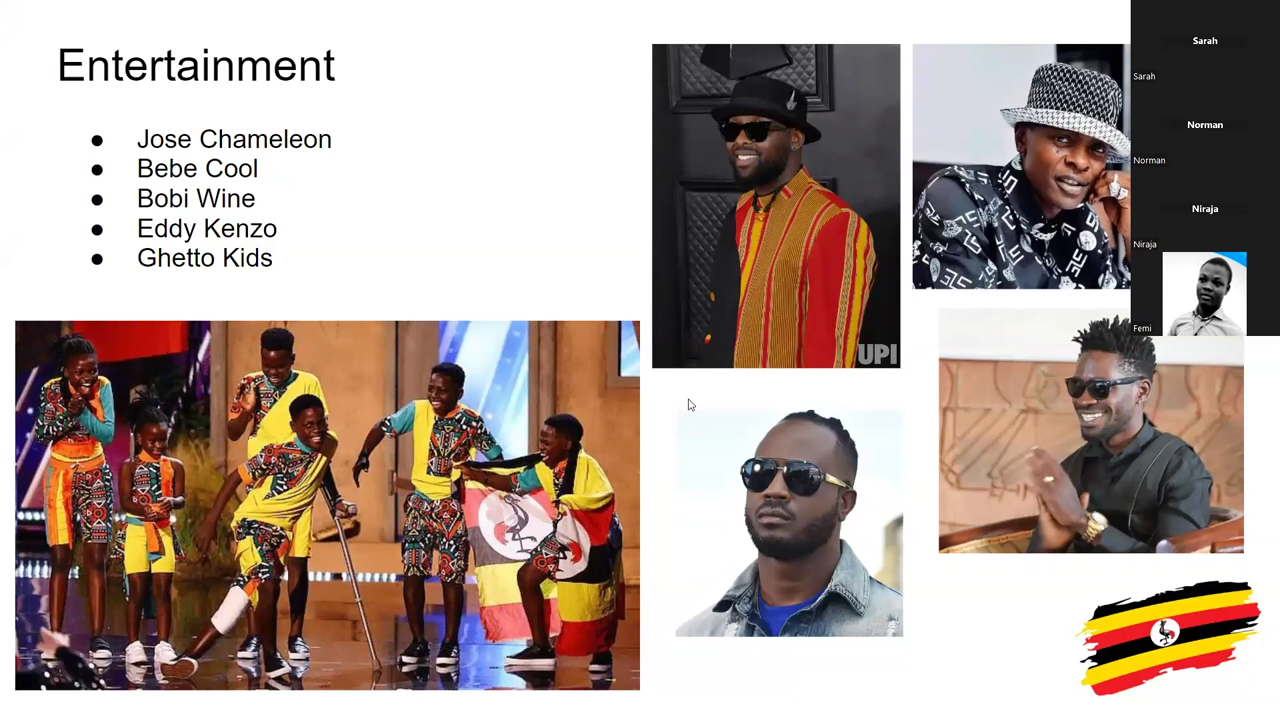 Entertainment
● Jose Chameleon
● Bebe Cool
● Bobi Wine
● Eddy Kenzo
● Ghetto Kids
UPI
Sarah
Sarah
Norman
Norman
Niraja
Niraja
Femi